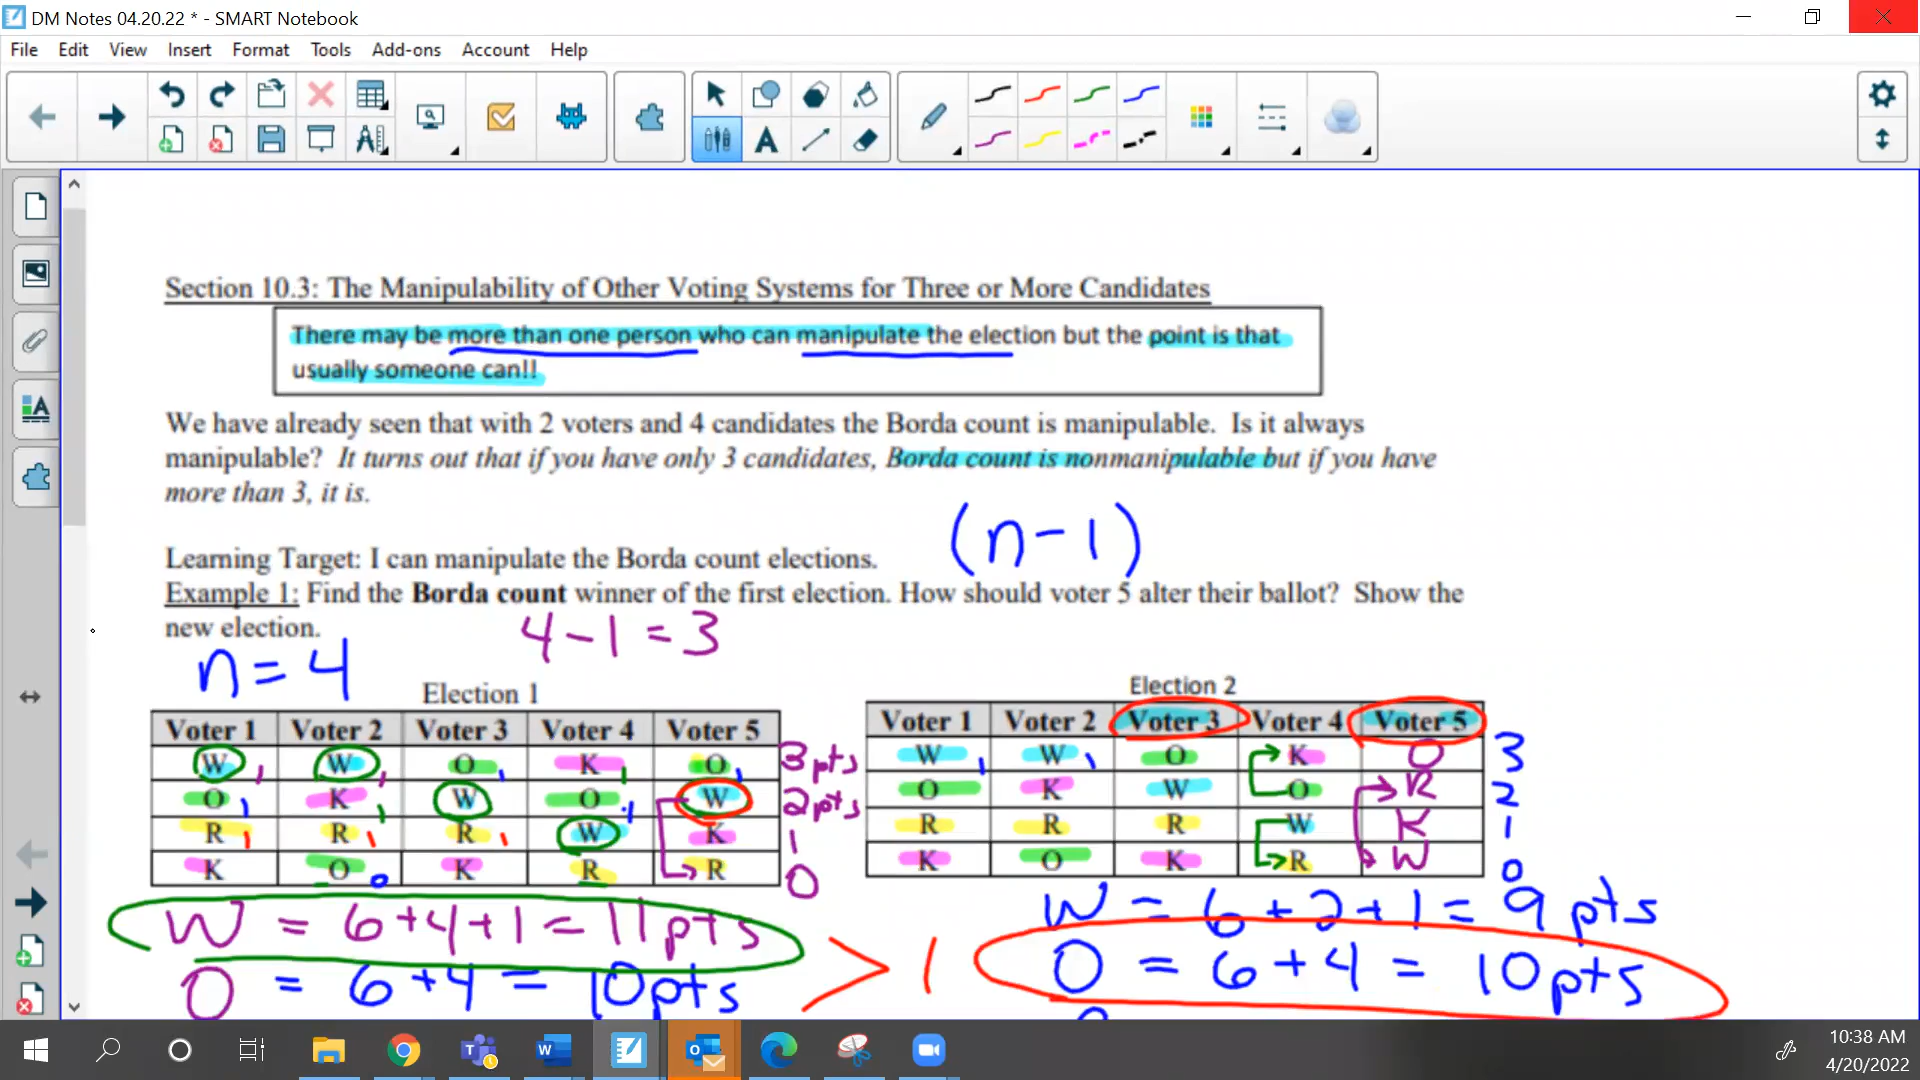 DM Notes 04.20.22 * - SMART Notebook
File Edit View Insert Format Tools Add-ons Account Help
Section 10.3: The Manipulability of Other Voting Systems for Three or More Candidates
There may be more than one person who can manipulate the election but the point is that
usually someone can!!
We have already seen that with 2 voters and 4 candidates the Borda count is manipulable. Is it always
manipulable? It turns out that if you have only 3 candidates, Borda count is nonmanipulable but if you have
more than 3, it is.
(n-1)
Learning Target: I can manipulate the Borda count elections.
Example 1: Find the Borda count winner of the first election. How should voter 5 alter their ballot? Show the
new election.
4-1=3
n=4
Election 1
Voter 1 Voter 2 Voter 3 Voter 4 Voter 5
W W O K O 3pts
O K W O W 2pts
R R R W K 1
K O K R R 0
W = 6+4+1=11pts
O = 6+4= 10pts
> 1
Election 2
Voter 1 Voter 2 Voter 3 Voter 4 Voter 5
W W O K O 3
O K W O R 2
R R R W K 1
K O K R W 0
W = 6+2+1=9pts
O = 6+4= 10pts
10:38 AM
4/20/2022